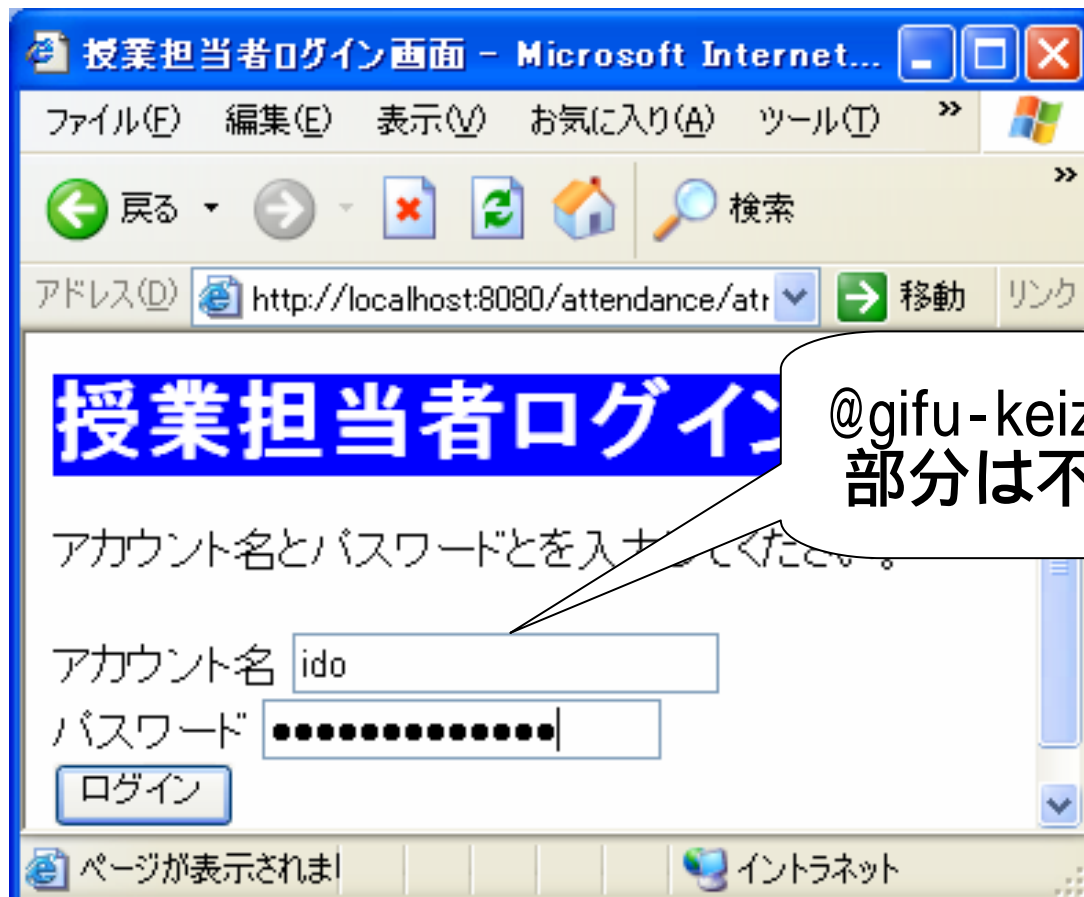 授業担当者ログイン画面 - Microsoft Internet...
ファイル(F) 編集(E) 表示(V) お気に入り(A) ツール(T) »
戻る 検索 »
アドレス(D) http://localhost:8080/attendance/atr 移動 リンク
授業担当者ログイン
@gifu-keiz
部分は不
アカウント名とパスワードとを入力してください。
アカウント名 ido
パスワード ●●●●●●●●●●●●●
ログイン
ページが表示されまし イントラネット